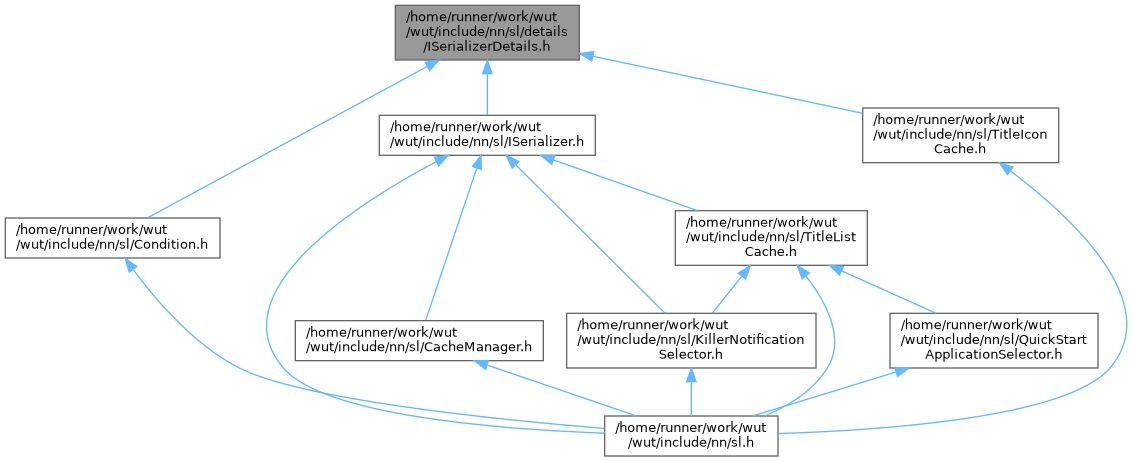 /home/runner/work/wut
/wut/include/nn/sl/details
/ISerializerDetails.h
/home/runner/work/wut
/wut/include/nn/sl/ISerializer.h
/home/runner/work/wut
/wut/include/nn/sl/TitleIcon
Cache.h
/home/runner/work/wut
/wut/include/nn/sl/Condition.h
/home/runner/work/wut
/wut/include/nn/sl/TitleList
Cache.h
/home/runner/work/wut
/wut/include/nn/sl/CacheManager.h
/home/runner/work/wut
/wut/include/nn/sl/KillerNotification
Selector.h
/home/runner/work/wut
/wut/include/nn/sl/QuickStart
ApplicationSelector.h
/home/runner/work/wut
/wut/include/nn/sl.h